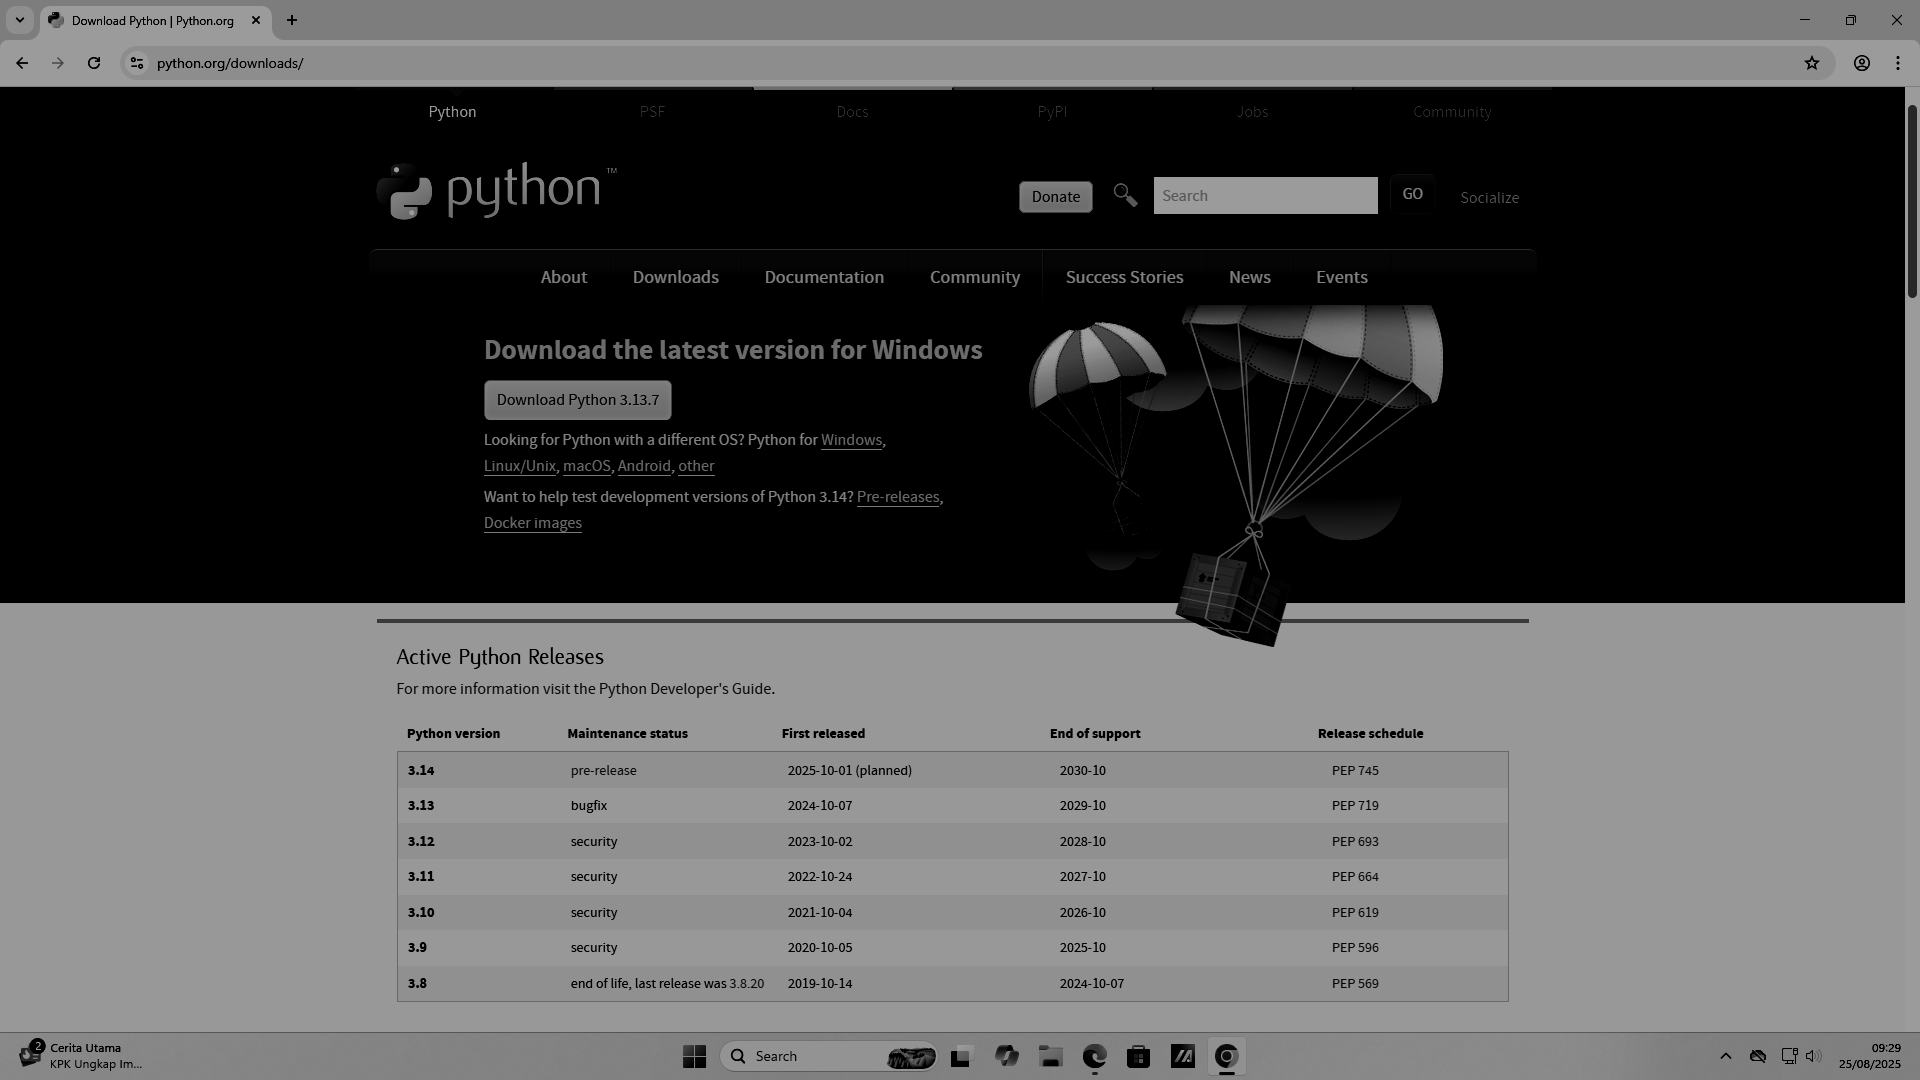 Download Python | Python.org
python.org/downloads/
Python PSF Docs PyPI Jobs Community
python™
Donate Search GO Socialize
About Downloads Documentation Community Success Stories News Events
Download the latest version for Windows
Download Python 3.13.7
Looking for Python with a different OS? Python for Windows,
Linux/Unix, macOS, Android, other
Want to help test development versions of Python 3.14? Pre-releases,
Docker images
Active Python Releases
For more information visit the Python Developer's Guide.
Python version Maintenance status First released End of support Release schedule
3.14 pre-release 2025-10-01 (planned) 2030-10 PEP 745
3.13 bugfix 2024-10-07 2029-10 PEP 719
3.12 security 2023-10-02 2028-10 PEP 693
3.11 security 2022-10-24 2027-10 PEP 664
3.10 security 2021-10-04 2026-10 PEP 619
3.9 security 2020-10-05 2025-10 PEP 596
3.8 end of life, last release was 3.8.20 2019-10-14 2024-10-07 PEP 569
2 Cerita Utama
KPK Ungkap Im...
Search
09:29
25/08/2025